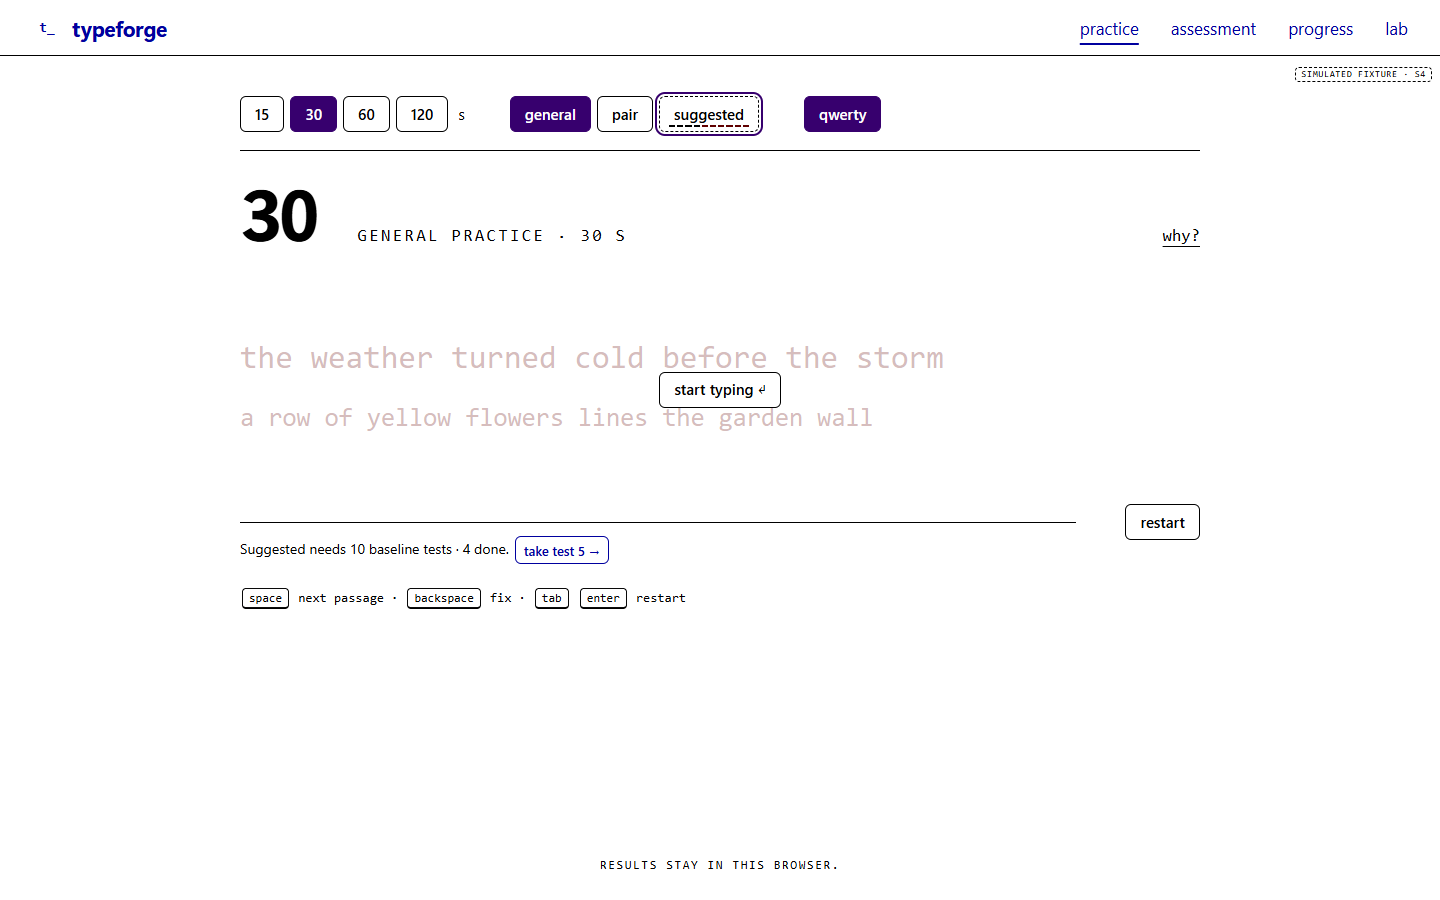 t_ typeforge practice assessment progress lab
SIMULATED FIXTURE · S4
15 30 60 120 s general pair suggested qwerty
30 GENERAL PRACTICE · 30 S why?
the weather turned cold before the storm
start typing ↲
a row of yellow flowers lines the garden wall
restart
Suggested needs 10 baseline tests · 4 done. take test 5 →
space next passage · backspace fix · tab enter restart
RESULTS STAY IN THIS BROWSER.